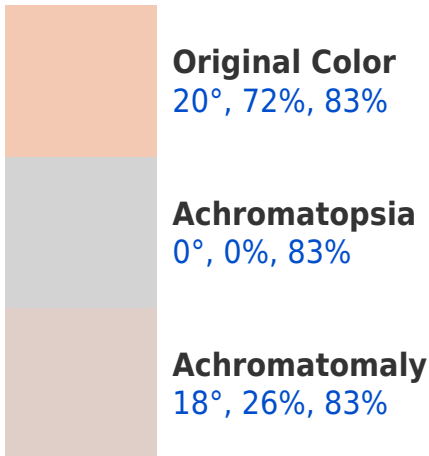 Original Color
20°, 72%, 83%
Achromatopsia
0°, 0%, 83%
Achromatomaly
18°, 26%, 83%